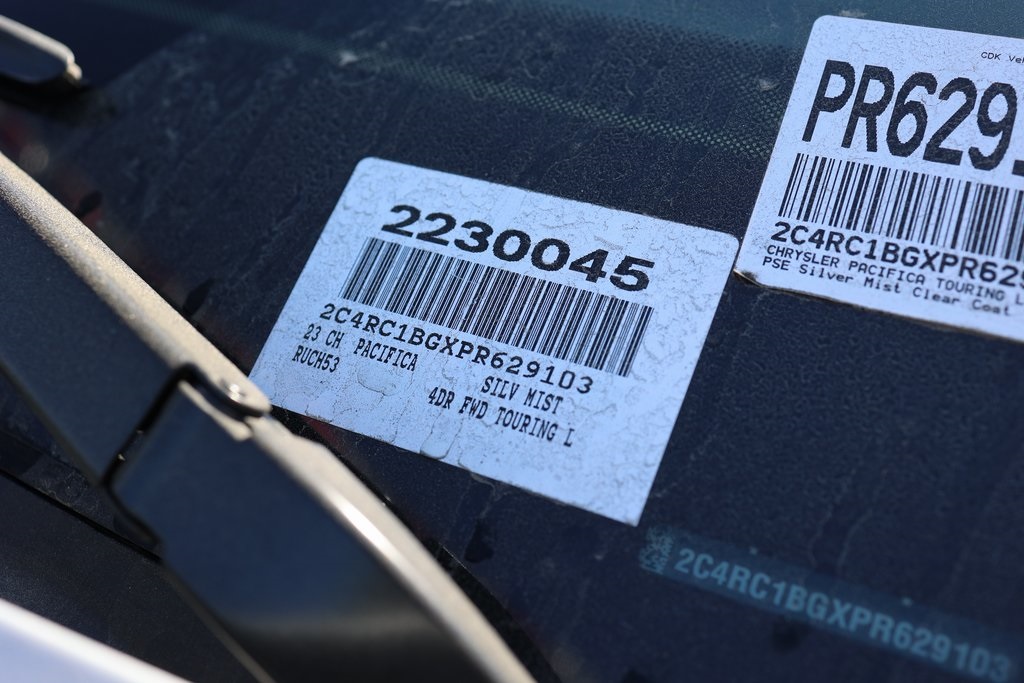 2230045
2C4RC1BGXPR629103
23 CH PACIFICA SILV MIST
RUCH53 4DR FWD TOURING L
CDK
PR629
2C4RC1BGXPR629
CHRYSLER PACIFICA TOURING L
PSE Silver Mist Clear Coat
2C4RC1BGXPR629103